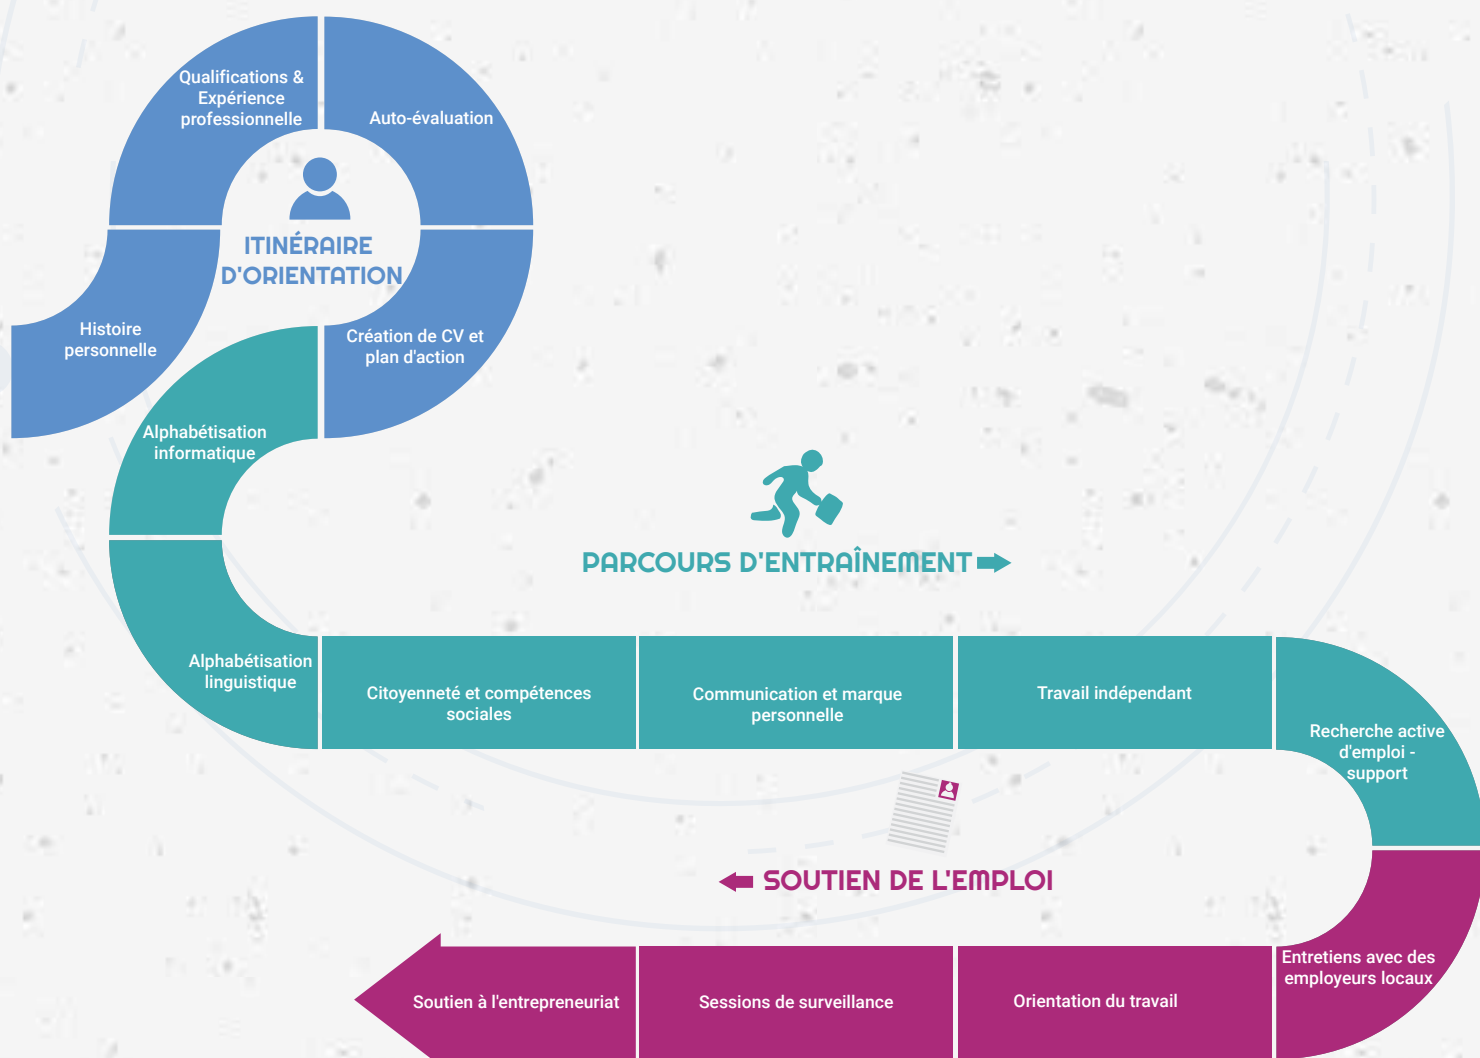 Qualifications &
Expérience
professionnelle
Auto-évaluation
ITINÉRAIRE
D'ORIENTATION
Histoire
personnelle
Création de CV et
plan d'action
Alphabétisation
informatique
PARCOURS D'ENTRAÎNEMENT
Alphabétisation
linguistique
Citoyenneté et compétences
sociales
Communication et marque
personnelle
Travail indépendant
Recherche active
d'emploi -
support
SOUTIEN DE L'EMPLOI
Entretiens avec des
employeurs locaux
Orientation du travail
Sessions de surveillance
Soutien à l'entrepreneuriat